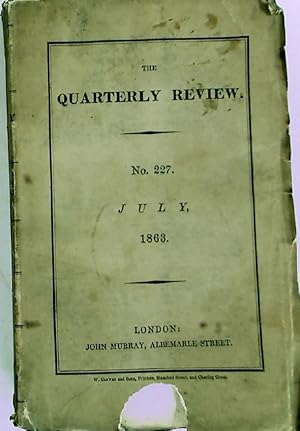 THE
QUARTERLY REVIEW.
No. 227.
JULY,
1863.
LONDON:
JOHN MURRAY, ALBEMARLE STREET.
W. Clowes and Sons, Printers, Stamford Street, and Charing Cross.